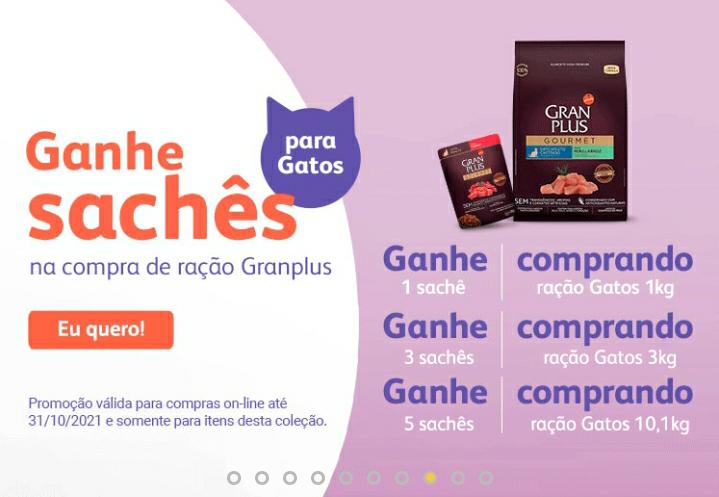 Ganhe
sachês
para
Gatos
na compra de ração Granplus
Eu quero!
Promoção válida para compras on-line até
31/10/2021 e somente para itens desta coleção.
GRAN
PLUS
GOURMET
GRAN
PLUS
GOURMET
SEM
Ganhe
1 sachê
comprando
ração Gatos 1kg
Ganhe
3 sachês
comprando
ração Gatos 3kg
Ganhe
5 sachês
comprando
ração Gatos 10,1kg